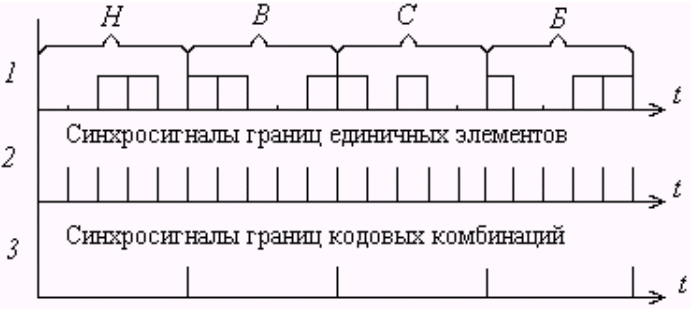 Н В С Б
1
t
Синхросигналы границ единичных элементов
2
t
Синхросигналы границ кодовых комбинаций
3
t